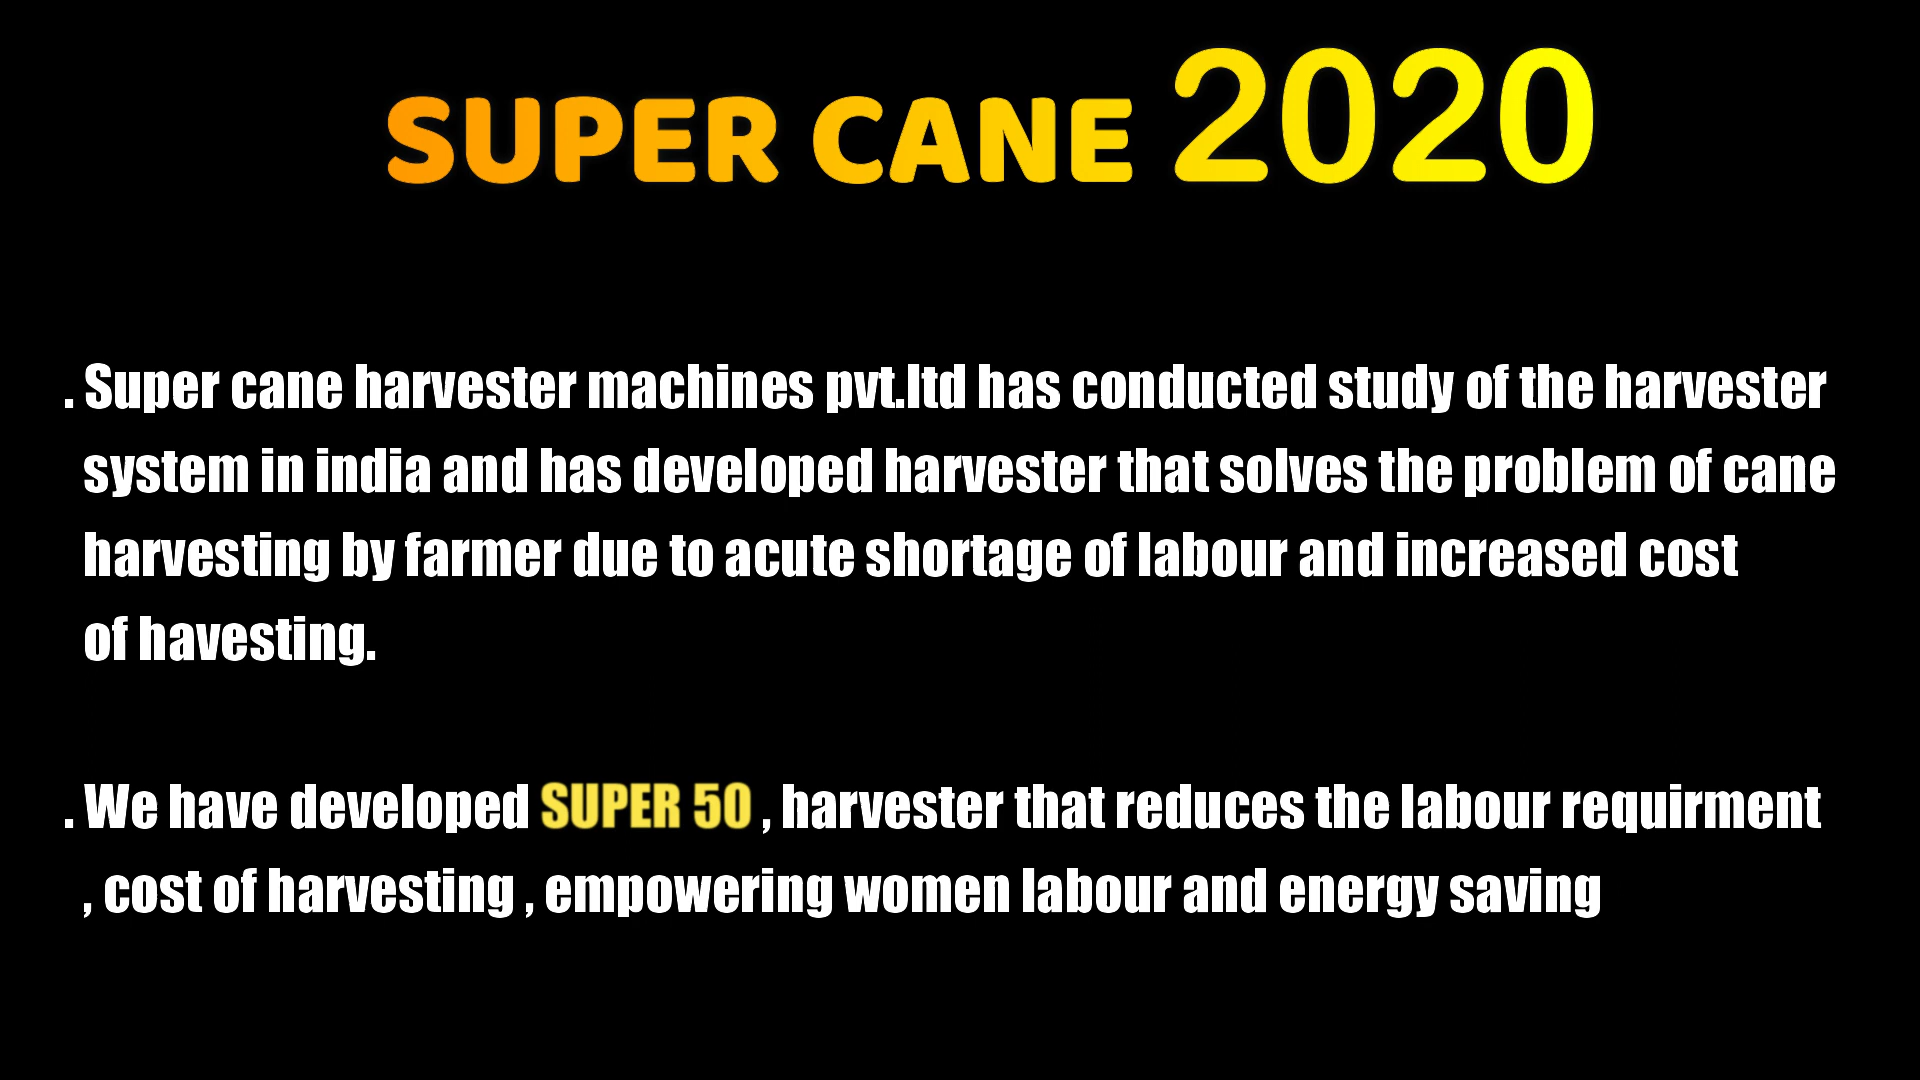 SUPER CANE 2020
. Super cane harvester machines pvt.ltd has conducted study of the harvester
system in india and has developed harvester that solves the problem of cane
harvesting by farmer due to acute shortage of labour and increased cost
of havesting.
. We have developed SUPER 50 , harvester that reduces the labour requirment
, cost of harvesting , empowering women labour and energy saving